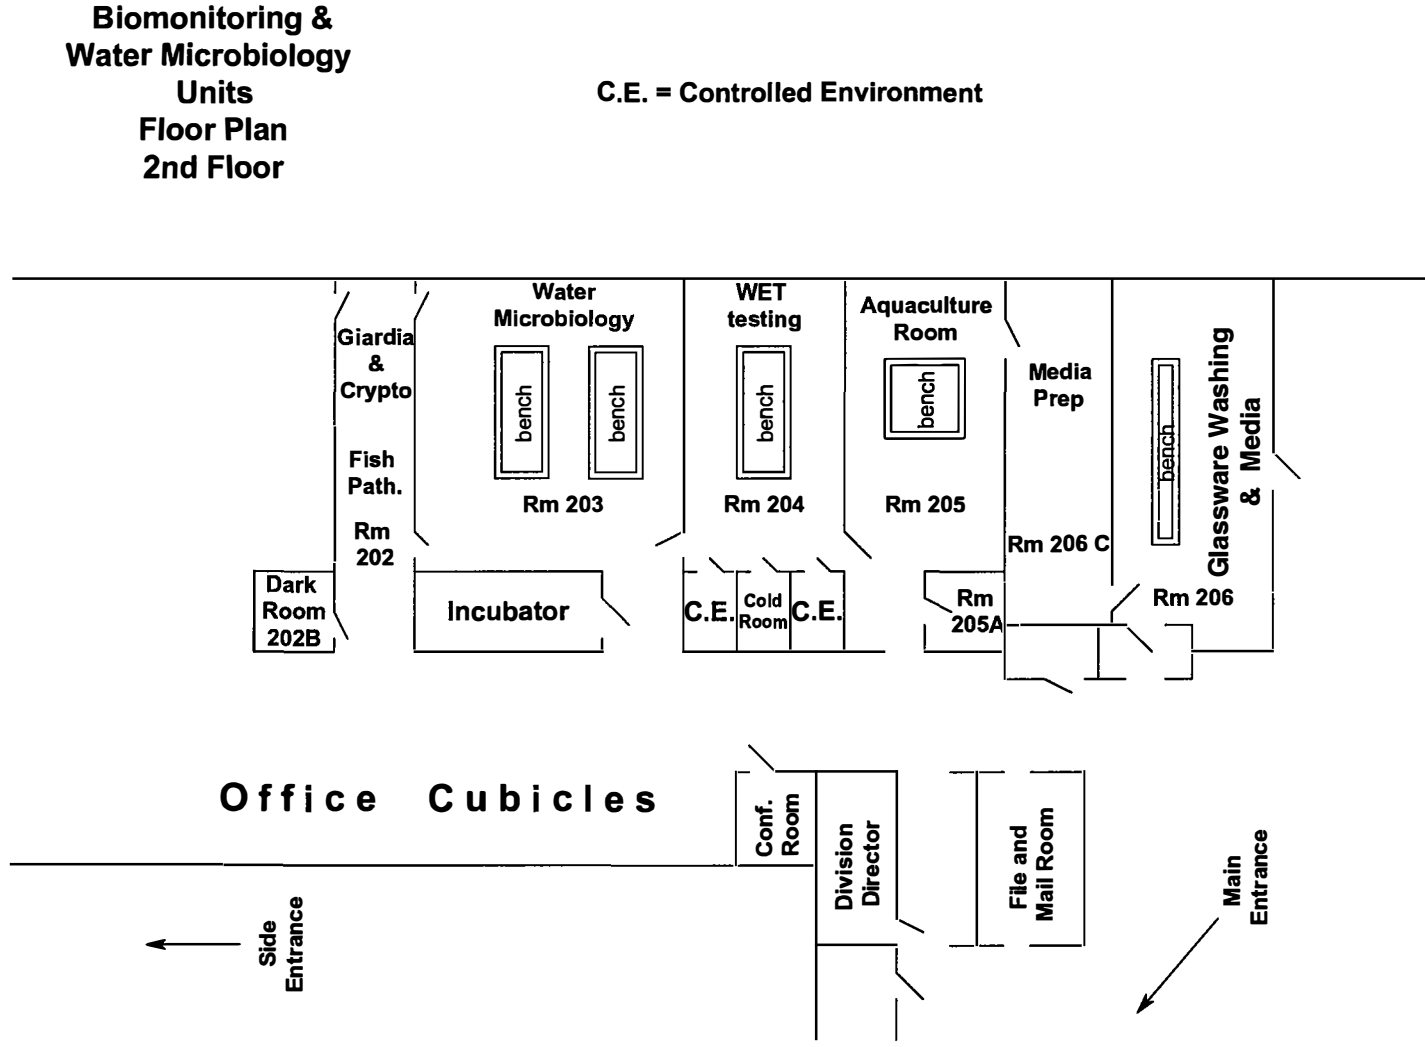 Biomonitoring &
Water Microbiology
Units
Floor Plan
2nd Floor
C.E. = Controlled Environment
Water
Microbiology
WET
testing
Aquaculture
Room
Giardia
&
Crypto
Media
Prep
Glassware Washing
& Media
bench
bench
bench
bench
bench
Fish
Path.
Rm 203
Rm 204
Rm 205
Rm
202
Rm 206 C
Rm 206
Dark
Room
202B
Incubator
C.E.
Cold
Room
C.E.
Rm
205A
Office Cubicles
Conf.
Room
Division
Director
File and
Mail Room
Main
Entrance
Side
Entrance